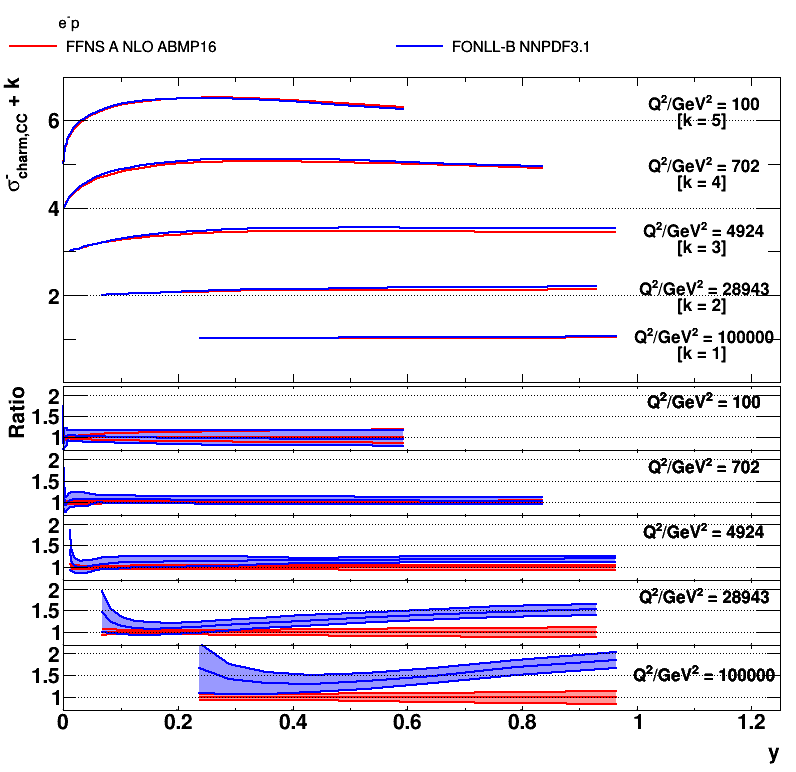 e⁻p
FFNS A NLO ABMP16
FONLL-B NNPDF3.1
σ⁻charm,CC + k
Q²/GeV² = 100
[k = 5]
6
Q²/GeV² = 702
[k = 4]
4
Q²/GeV² = 4924
[k = 3]
2
Q²/GeV² = 28943
[k = 2]
Q²/GeV² = 100000
[k = 1]
Ratio
2
1.5
1
Q²/GeV² = 100
2
1.5
1
Q²/GeV² = 702
2
1.5
1
Q²/GeV² = 4924
2
1.5
1
Q²/GeV² = 28943
2
1.5
1
Q²/GeV² = 100000
0 0.2 0.4 0.6 0.8 1 1.2
y